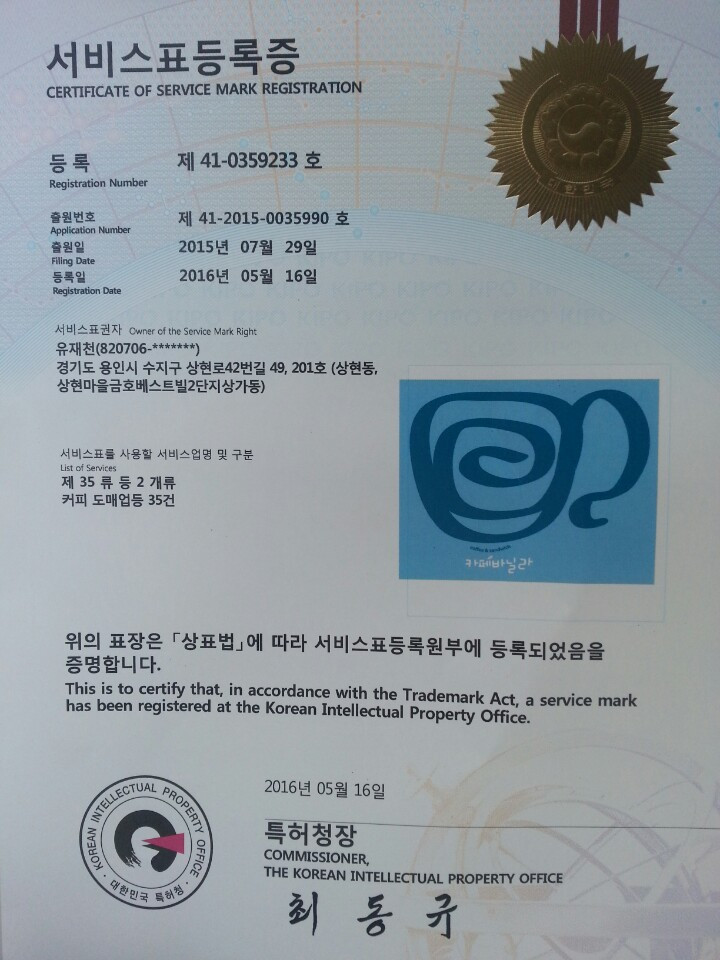 서비스표등록증
CERTIFICATE OF SERVICE MARK REGISTRATION
대한민국
등록 제 41-0359233 호
Registration Number
출원번호 제 41-2015-0035990 호
Application Number
출원일 2015년 07월 29일
Filing Date
등록일 2016년 05월 16일
Registration Date
서비스표권자 Owner of the Service Mark Right
유재천(820706-*******)
경기도 용인시 수지구 상현로42번길 49, 201호 (상현동,
상현마을금호베스트빌2단지상가동)
서비스표를 사용할 서비스업명 및 구분
List of Services
제 35 류 등 2 개류
커피 도매업등 35건
카페바닐라
위의 표장은 「상표법」에 따라 서비스표등록원부에 등록되었음을
증명합니다.
This is to certify that, in accordance with the Trademark Act, a service mark
has been registered at the Korean Intellectual Property Office.
2016년 05월 16일
특허청장
COMMISSIONER,
THE KOREAN INTELLECTUAL PROPERTY OFFICE
최동규
KOREAN INTELLECTUAL PROPERTY OFFICE
대한민국 특허청